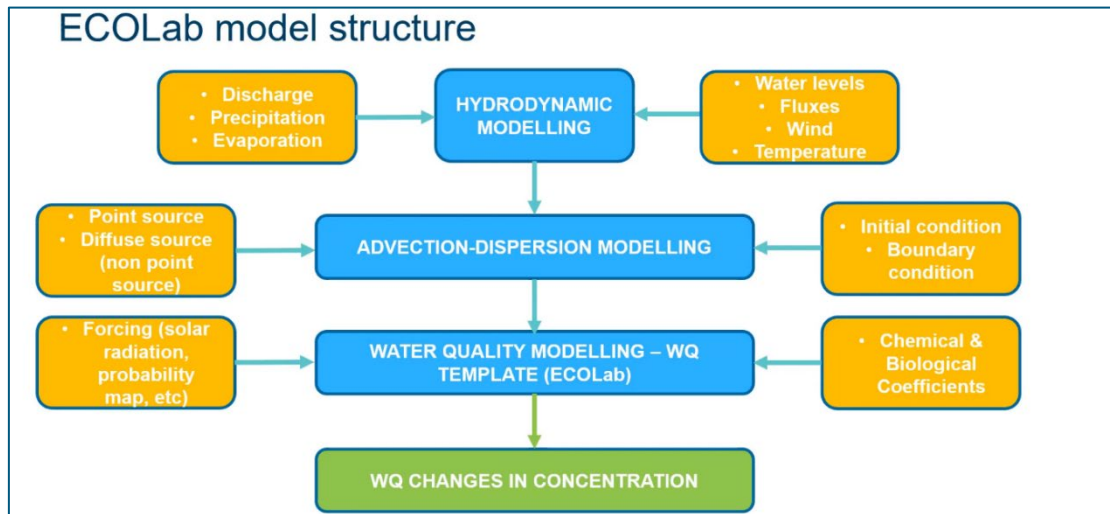 ECOLab model structure
• Discharge
• Precipitation
• Evaporation
HYDRODYNAMIC
MODELLING
• Water levels
• Fluxes
• Wind
• Temperature
• Point source
• Diffuse source
(non point
source)
ADVECTION-DISPERSION MODELLING
• Initial condition
• Boundary
condition
• Forcing (solar
radiation,
probability
map, etc)
WATER QUALITY MODELLING – WQ
TEMPLATE (ECOLab)
• Chemical &
Biological
Coefficients
WQ CHANGES IN CONCENTRATION